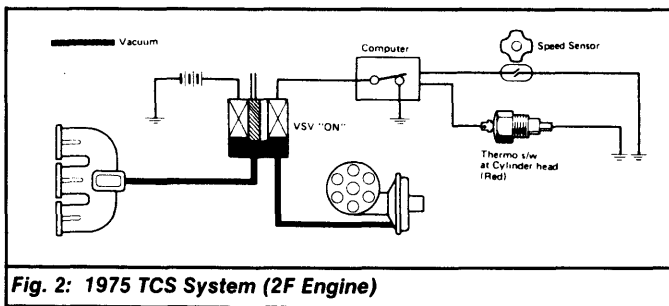 Vacuum
Computer
Speed Sensor
VSV "ON"
Thermo s/w
at Cylinder head
(Red)
Fig. 2: 1975 TCS System (2F Engine)